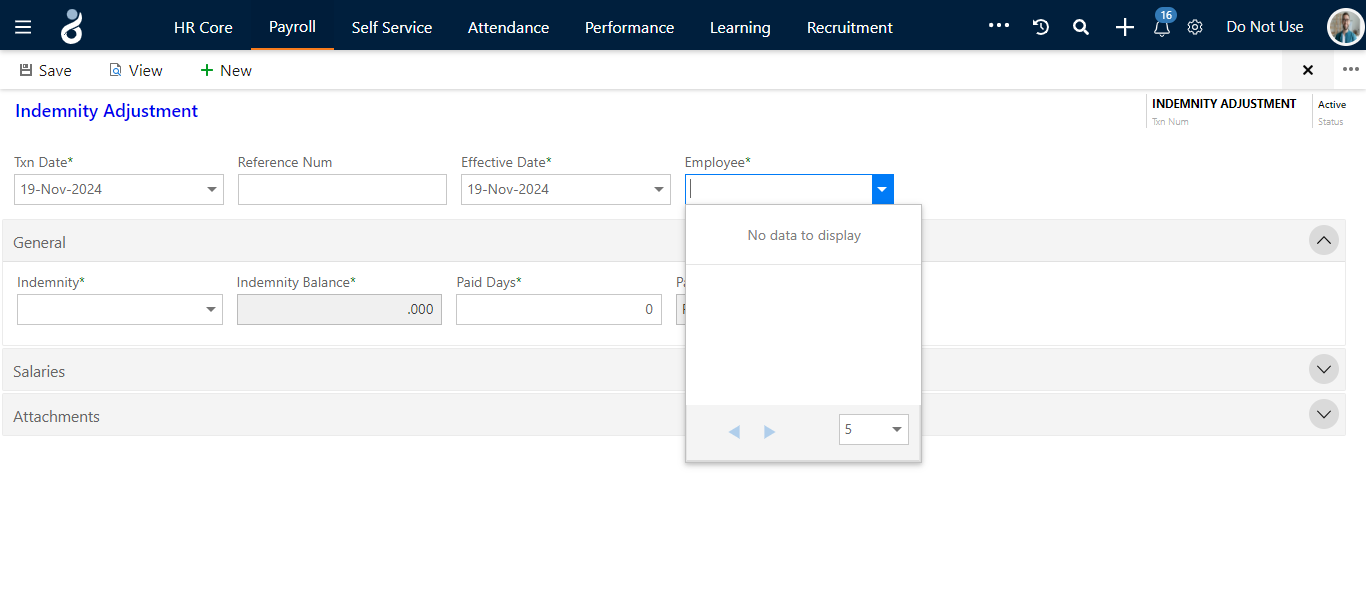 HR Core Payroll Self Service Attendance Performance Learning Recruitment 16 Do Not Use
Save View New
Indemnity Adjustment
INDEMNITY ADJUSTMENT Active
Txn Num Status
Txn Date* Reference Num Effective Date* Employee*
19-Nov-2024 19-Nov-2024
No data to display
General
Indemnity* Indemnity Balance* Paid Days*
.000 0
Salaries
Attachments
5